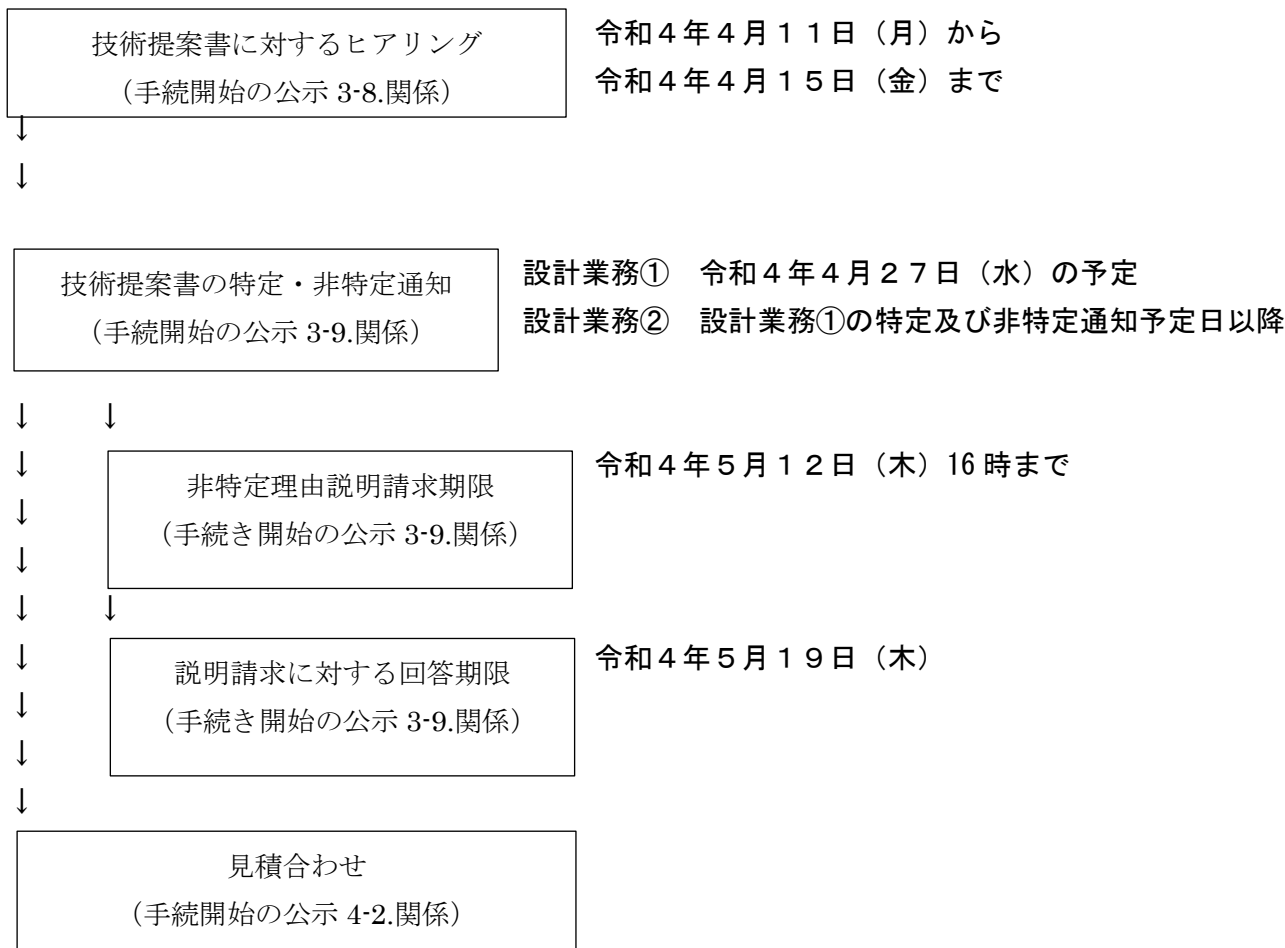 技術提案書に対するヒアリング
（手続開始の公示 3-8.関係）
令和４年４月１１日（月）から
令和４年４月１５日（金）まで
↓
↓
技術提案書の特定・非特定通知
（手続開始の公示 3-9.関係）
設計業務①　令和４年４月２７日（水）の予定
設計業務②　設計業務①の特定及び非特定通知予定日以降
↓　↓
↓
非特定理由説明請求期限
（手続き開始の公示 3-9.関係）
令和４年５月１２日（木）16 時まで
↓
↓
↓　↓
↓
説明請求に対する回答期限
（手続き開始の公示 3-9.関係）
令和４年５月１９日（木）
↓
↓
↓
見積合わせ
（手続開始の公示 4-2.関係）